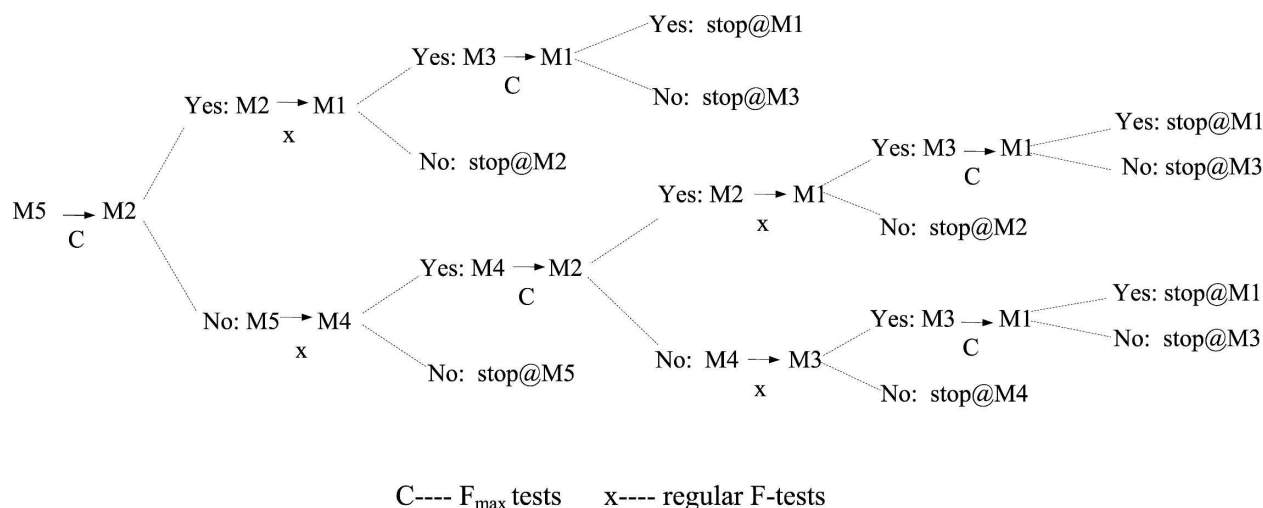 Yes: stop@M1
Yes: M3 → M1
C
No: stop@M3
Yes: M2 → M1
x
No: stop@M2
M5 → M2
C
Yes: stop@M1
Yes: M3 → M1
C
No: stop@M3
Yes: M2 → M1
x
No: stop@M2
Yes: M4 → M2
C
No: M5 → M4
x
No: stop@M5
Yes: stop@M1
Yes: M3 → M1
C
No: stop@M3
No: M4 → M3
x
No: stop@M4
C---- Fmax tests x---- regular F-tests